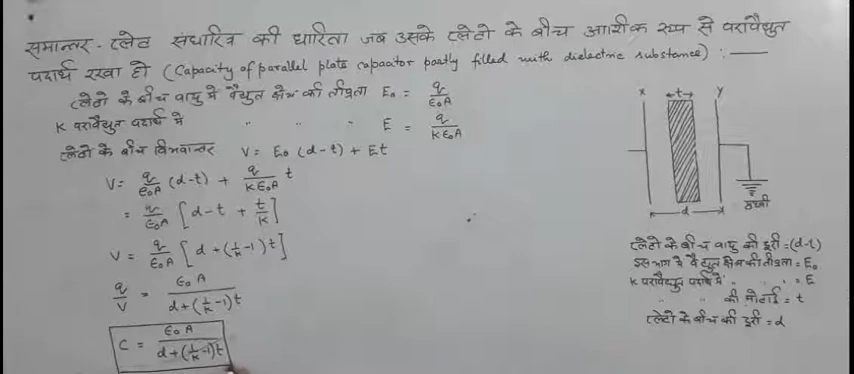 समान्तर - प्लेट संधारित्र की धारिता जब उसके प्लेटो के बीच आंशिक रूप से परावैद्युत
पदार्थ रखा हो (Capacity of parallel plate capacitor partly filled with dielectric substance) : —
प्लेटो के बीच वायु मे वैद्युत क्षेत्र की तीव्रता E₀ = q/ε₀A
K परावैद्युत पदार्थ मे " " " E = q/Kε₀A
प्लेटो के बीच विभवान्तर V = E₀ (d-t) + Et
V = q/ε₀A (d-t) + q/Kε₀A t
= q/ε₀A [d-t + t/K]
V = q/ε₀A [d + (1/K -1) t]
q/V = ε₀A / d+(1/K -1)t
C = ε₀A / d+(1/K -1)t
x t y
d
पृथ्वी
प्लेटो के बीच वायु की दूरी = (d-t)
इस भाग मे वैद्युत क्षेत्र की तीव्रता = E₀
K परावैद्युत पदार्थ मे " " " = E
" " की मोटाई = t
प्लेटो के बीच की दूरी = d